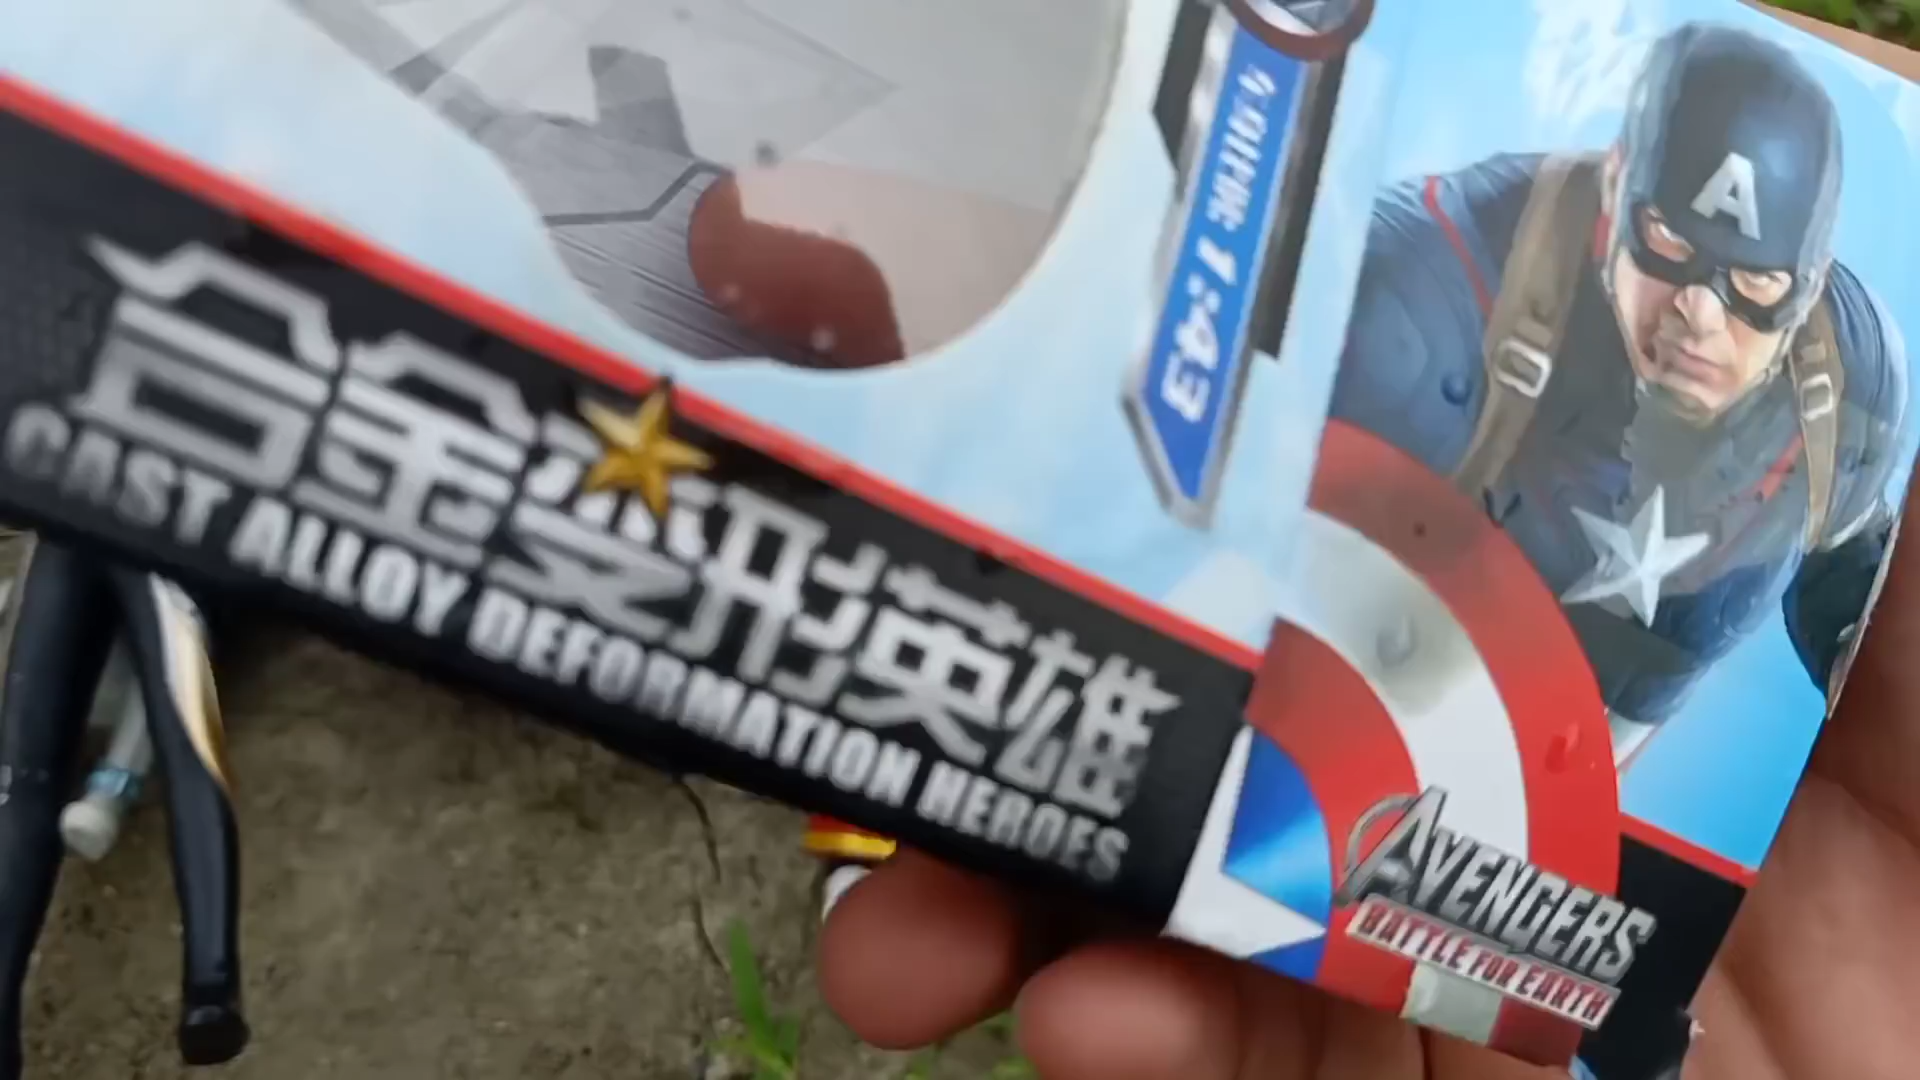 合金变形英雄
CAST ALLOY DEFORMATION HEROES
1:43
A
AVENGERS
BATTLE FOR EARTH